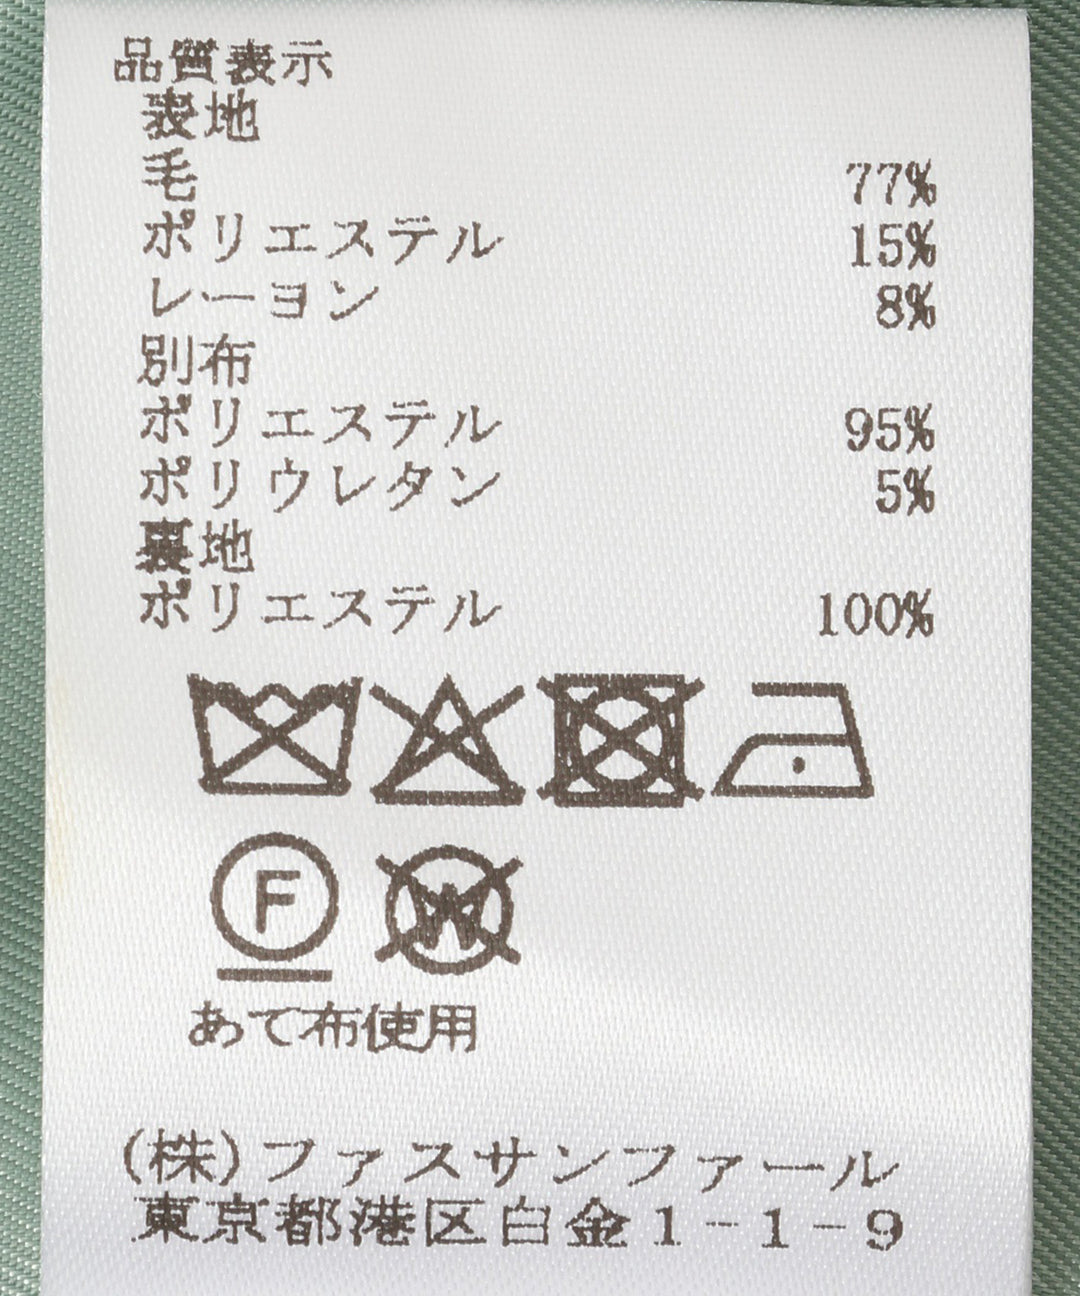 品質表示
表地
毛 77%
ポリエステル 15%
レーヨン 8%
別布
ポリエステル 95%
ポリウレタン 5%
裏地
ポリエステル 100%
F W
あて布使用
(株)ファスサンファール
東京都港区白金1-1-9